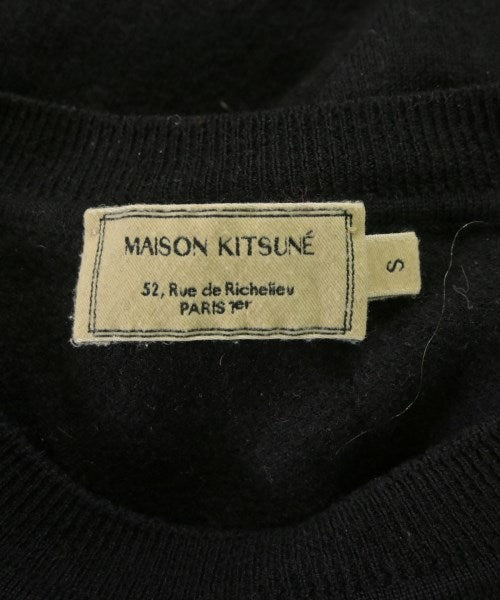 MAISON KITSUNÉ
52, Rue de Richelieu
PARIS 1er
S